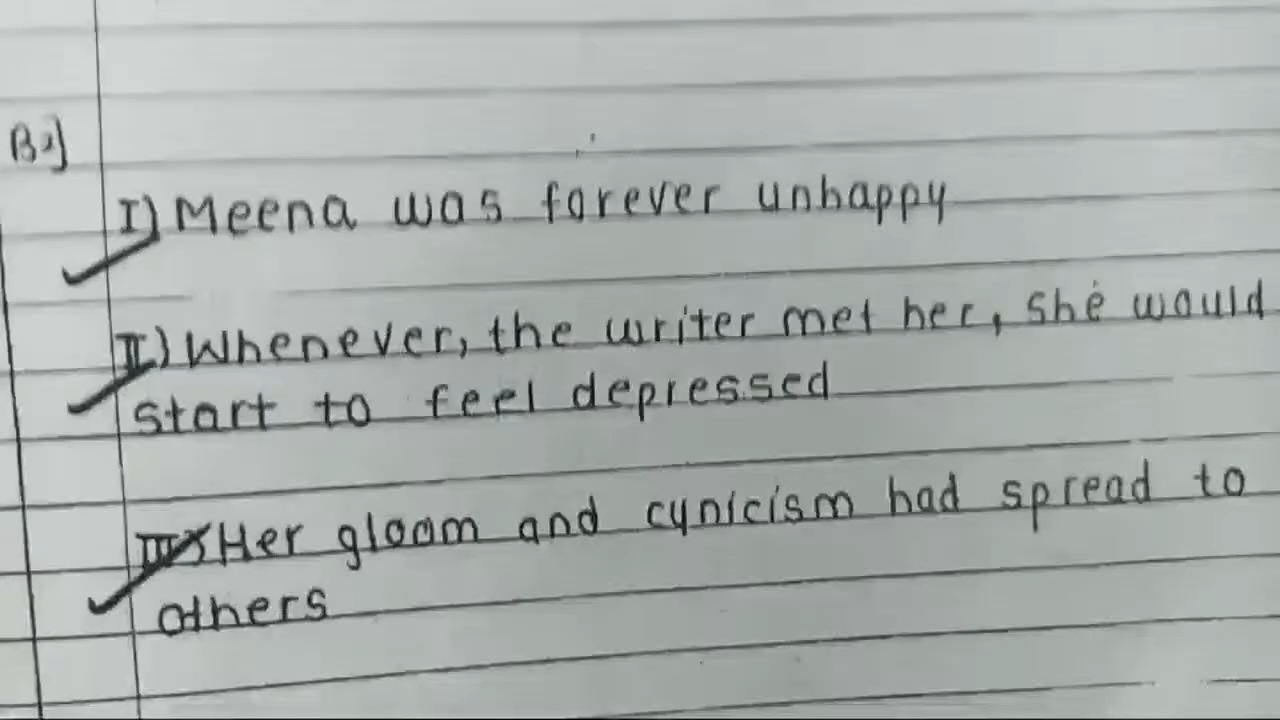 B2]
I) Meena was forever unhappy
II) Whenever, the writer met her, she would
start to feel depressed
III) Her gloom and cynicism had spread to
others